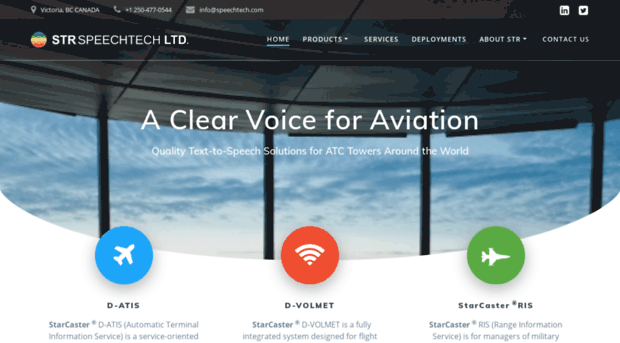 Victoria, BC CANADA +1 250-477-0544 info@speechtech.com
STR SPEECHTECH LTD.
HOME PRODUCTS SERVICES DEPLOYMENTS ABOUT STR CONTACT US
A Clear Voice for Aviation
Quality Text-to-Speech Solutions for ATC Towers Around the World
D-ATIS
StarCaster ® D-ATIS (Automatic Terminal
Information Service) is a service-oriented
D-VOLMET
StarCaster ® D-VOLMET is a fully
integrated system designed for flight
StarCaster ®RIS
StarCaster ® RIS (Range Information
Service) is for managers of military